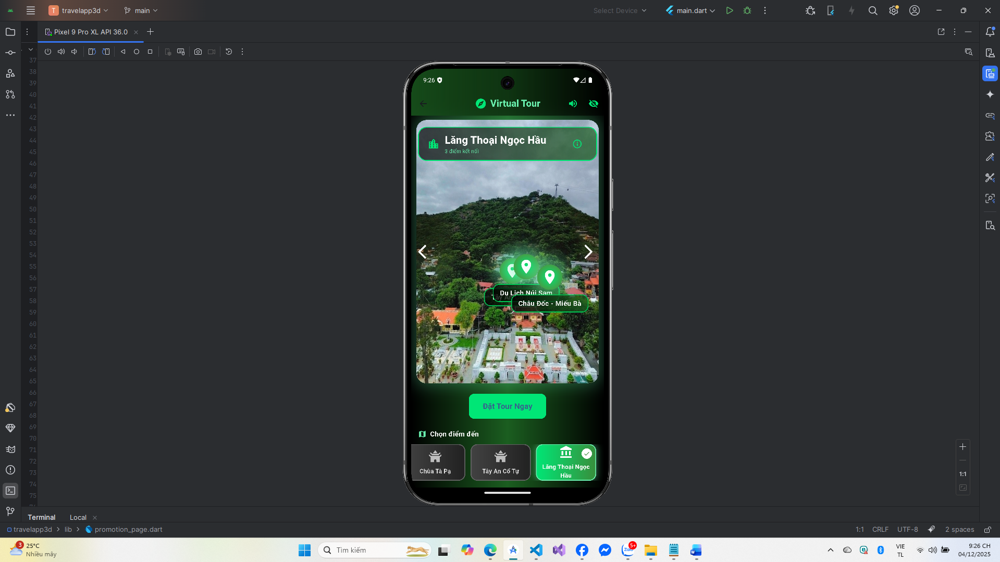 T travelapp3d
main
Select Device
main.dart
Pixel 9 Pro XL API 36.0
37
38
39
40
41
42
43
44
45
46
47
48
49
50
51
52
53
54
55
56
57
58
59
60
61
62
63
64
65
66
67
68
69
70
71
72
73
74
75
9:26
Virtual Tour
Lăng Thoại Ngọc Hầu
3 điểm kết nối
Du Lịch Núi Sam
Tây An
Châu Đốc - Miếu Bà
Đặt Tour Ngay
Chọn điểm đến
Chùa Tà Pạ
Tây An Cổ Tự
Lăng Thoại Ngọc
Hầu
1:1
Terminal
Local
travelapp3d > lib > promotion_page.dart
1:1
CRLF
UTF-8
2 spaces
3
25°C
Nhiều mây
Tìm kiếm
Zalo
5+
VIE
TL
9:26 CH
04/12/2025